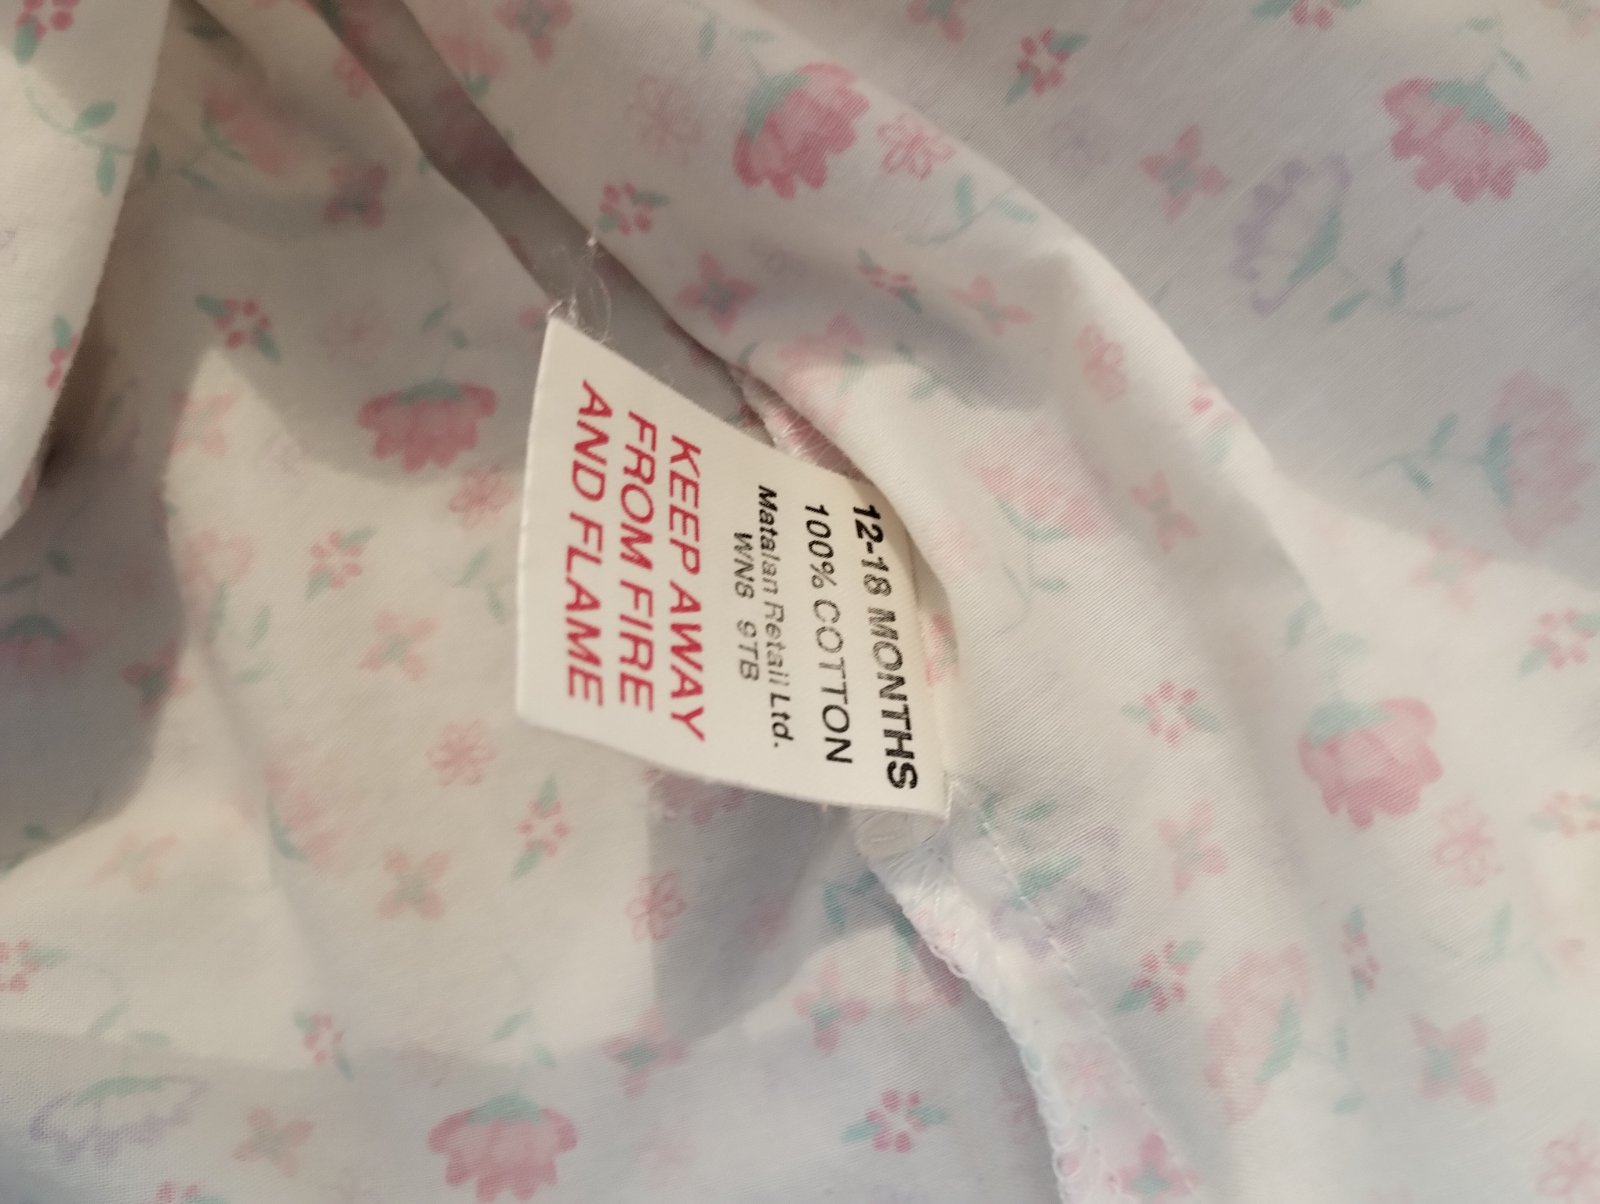 12-18 MONTHS
100% COTTON
Matalan Retail Ltd.
WN8 9TB
KEEP AWAY
FROM FIRE
AND FLAME